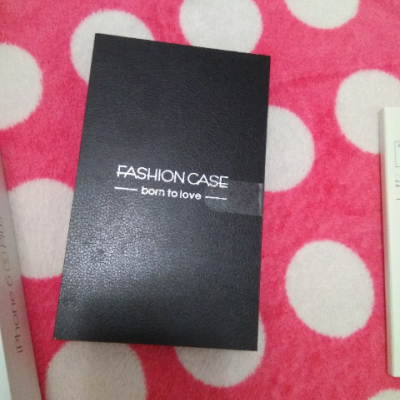 FASHION CASE
born to love